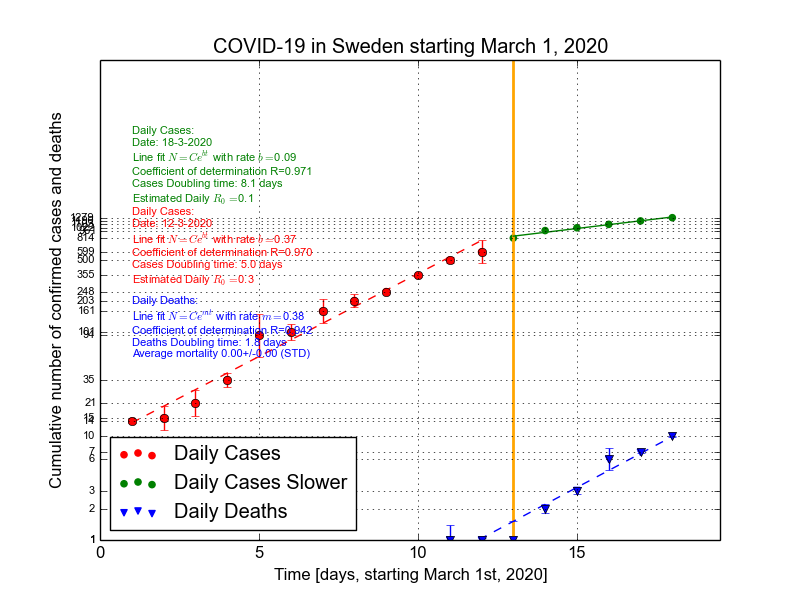 COVID-19 in Sweden starting March 1, 2020
Cumulative number of confirmed cases and deaths
Daily Cases:
Date: 18-3-2020
Line fit N=Ce^{bt} with rate b=0.09
Coefficient of determination R=0.971
Cases Doubling time: 8.1 days
Estimated Daily R_0=0.1
Daily Cases:
Date: 12-3-2020
Line fit N=Ce^{bt} with rate b=0.37
Coefficient of determination R=0.970
Cases Doubling time: 5.0 days
Estimated Daily R_0=0.3
Daily Deaths:
Line fit N=Ce^{mt} with rate m=0.38
Coefficient of determination R=0.942
Deaths Doubling time: 1.8 days
Average mortality 0.00+/-0.00 (STD)
1279
814
599
500
355
248
203
161
94
35
21
15
14
10
7
6
3
2
1
Daily Cases
Daily Cases Slower
Daily Deaths
0 5 10 15
Time [days, starting March 1st, 2020]